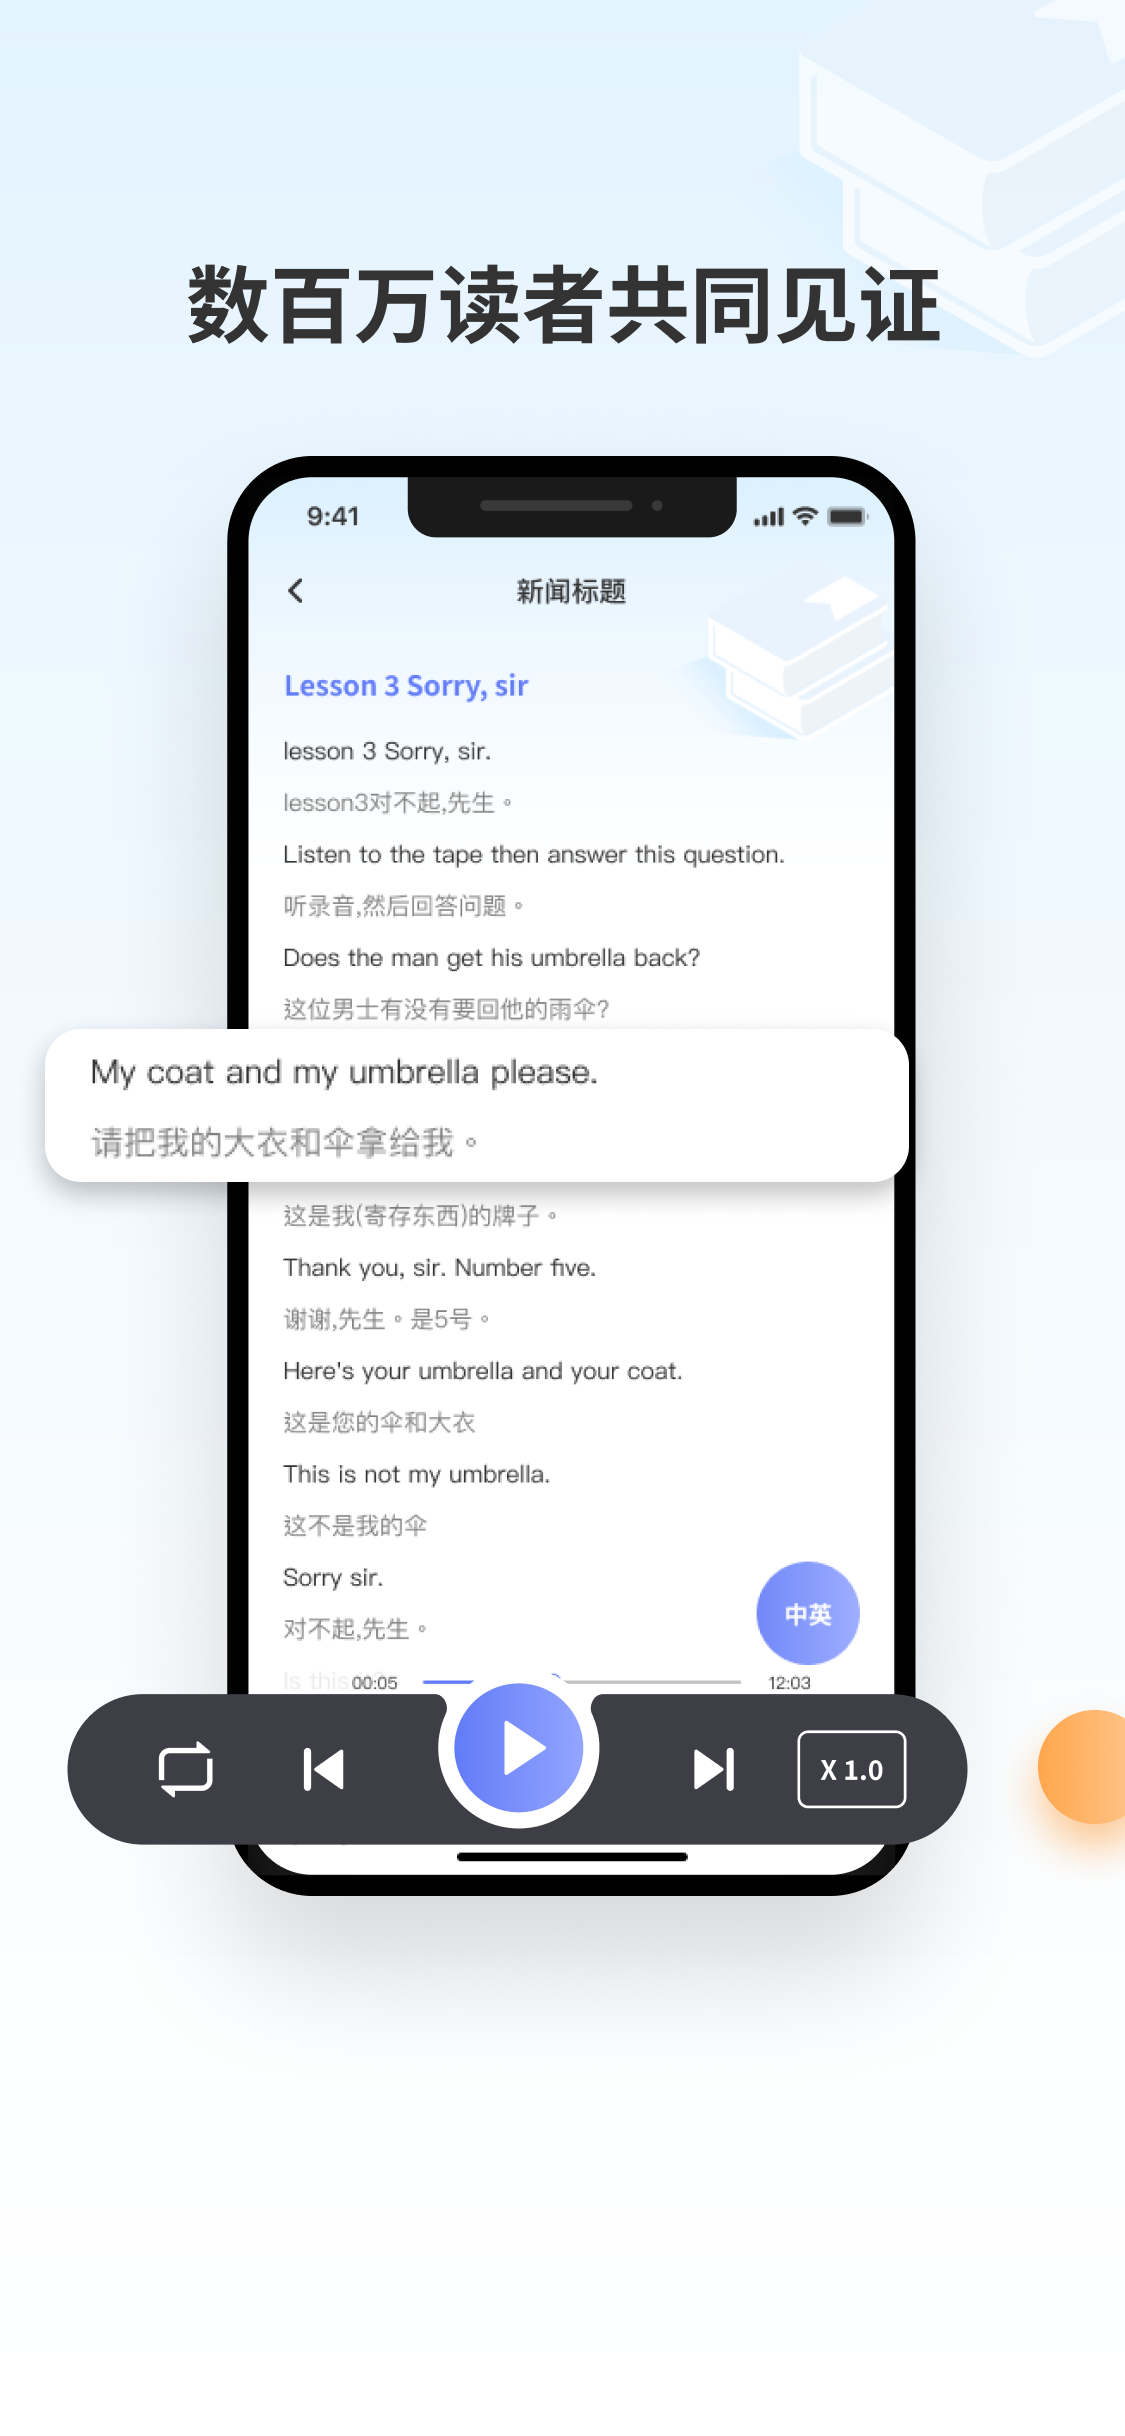 数百万读者共同见证
9:41
新闻标题
Lesson 3 Sorry, sir
lesson 3 Sorry, sir.
lesson3对不起,先生。
Listen to the tape then answer this question.
听录音,然后回答问题。
Does the man get his umbrella back?
这位男士有没有要回他的雨伞?
My coat and my umbrella please.
请把我的大衣和伞拿给我。
这是我(寄存东西)的牌子。
Thank you, sir. Number five.
谢谢,先生。是5号。
Here's your umbrella and your coat.
这是您的伞和大衣
This is not my umbrella.
这不是我的伞
Sorry sir.
中英
对不起,先生。
Is this
00:05
12:03
X 1.0